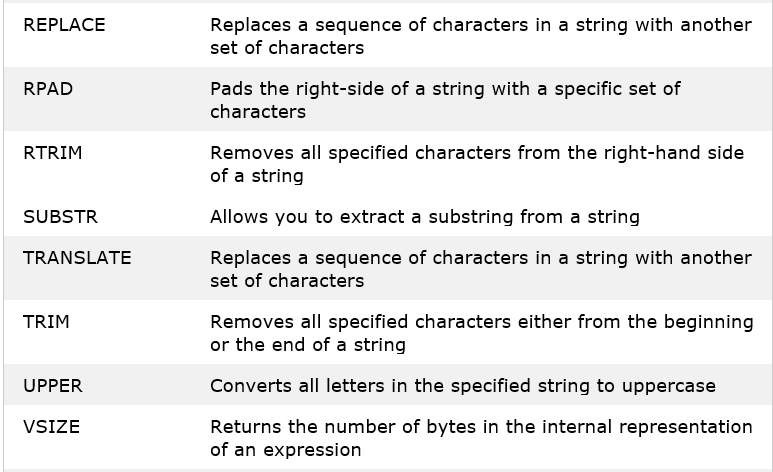 REPLACE Replaces a sequence of characters in a string with another
set of characters
RPAD Pads the right-side of a string with a specific set of
characters
RTRIM Removes all specified characters from the right-hand side
of a string
SUBSTR Allows you to extract a substring from a string
TRANSLATE Replaces a sequence of characters in a string with another
set of characters
TRIM Removes all specified characters either from the beginning
or the end of a string
UPPER Converts all letters in the specified string to uppercase
VSIZE Returns the number of bytes in the internal representation
of an expression